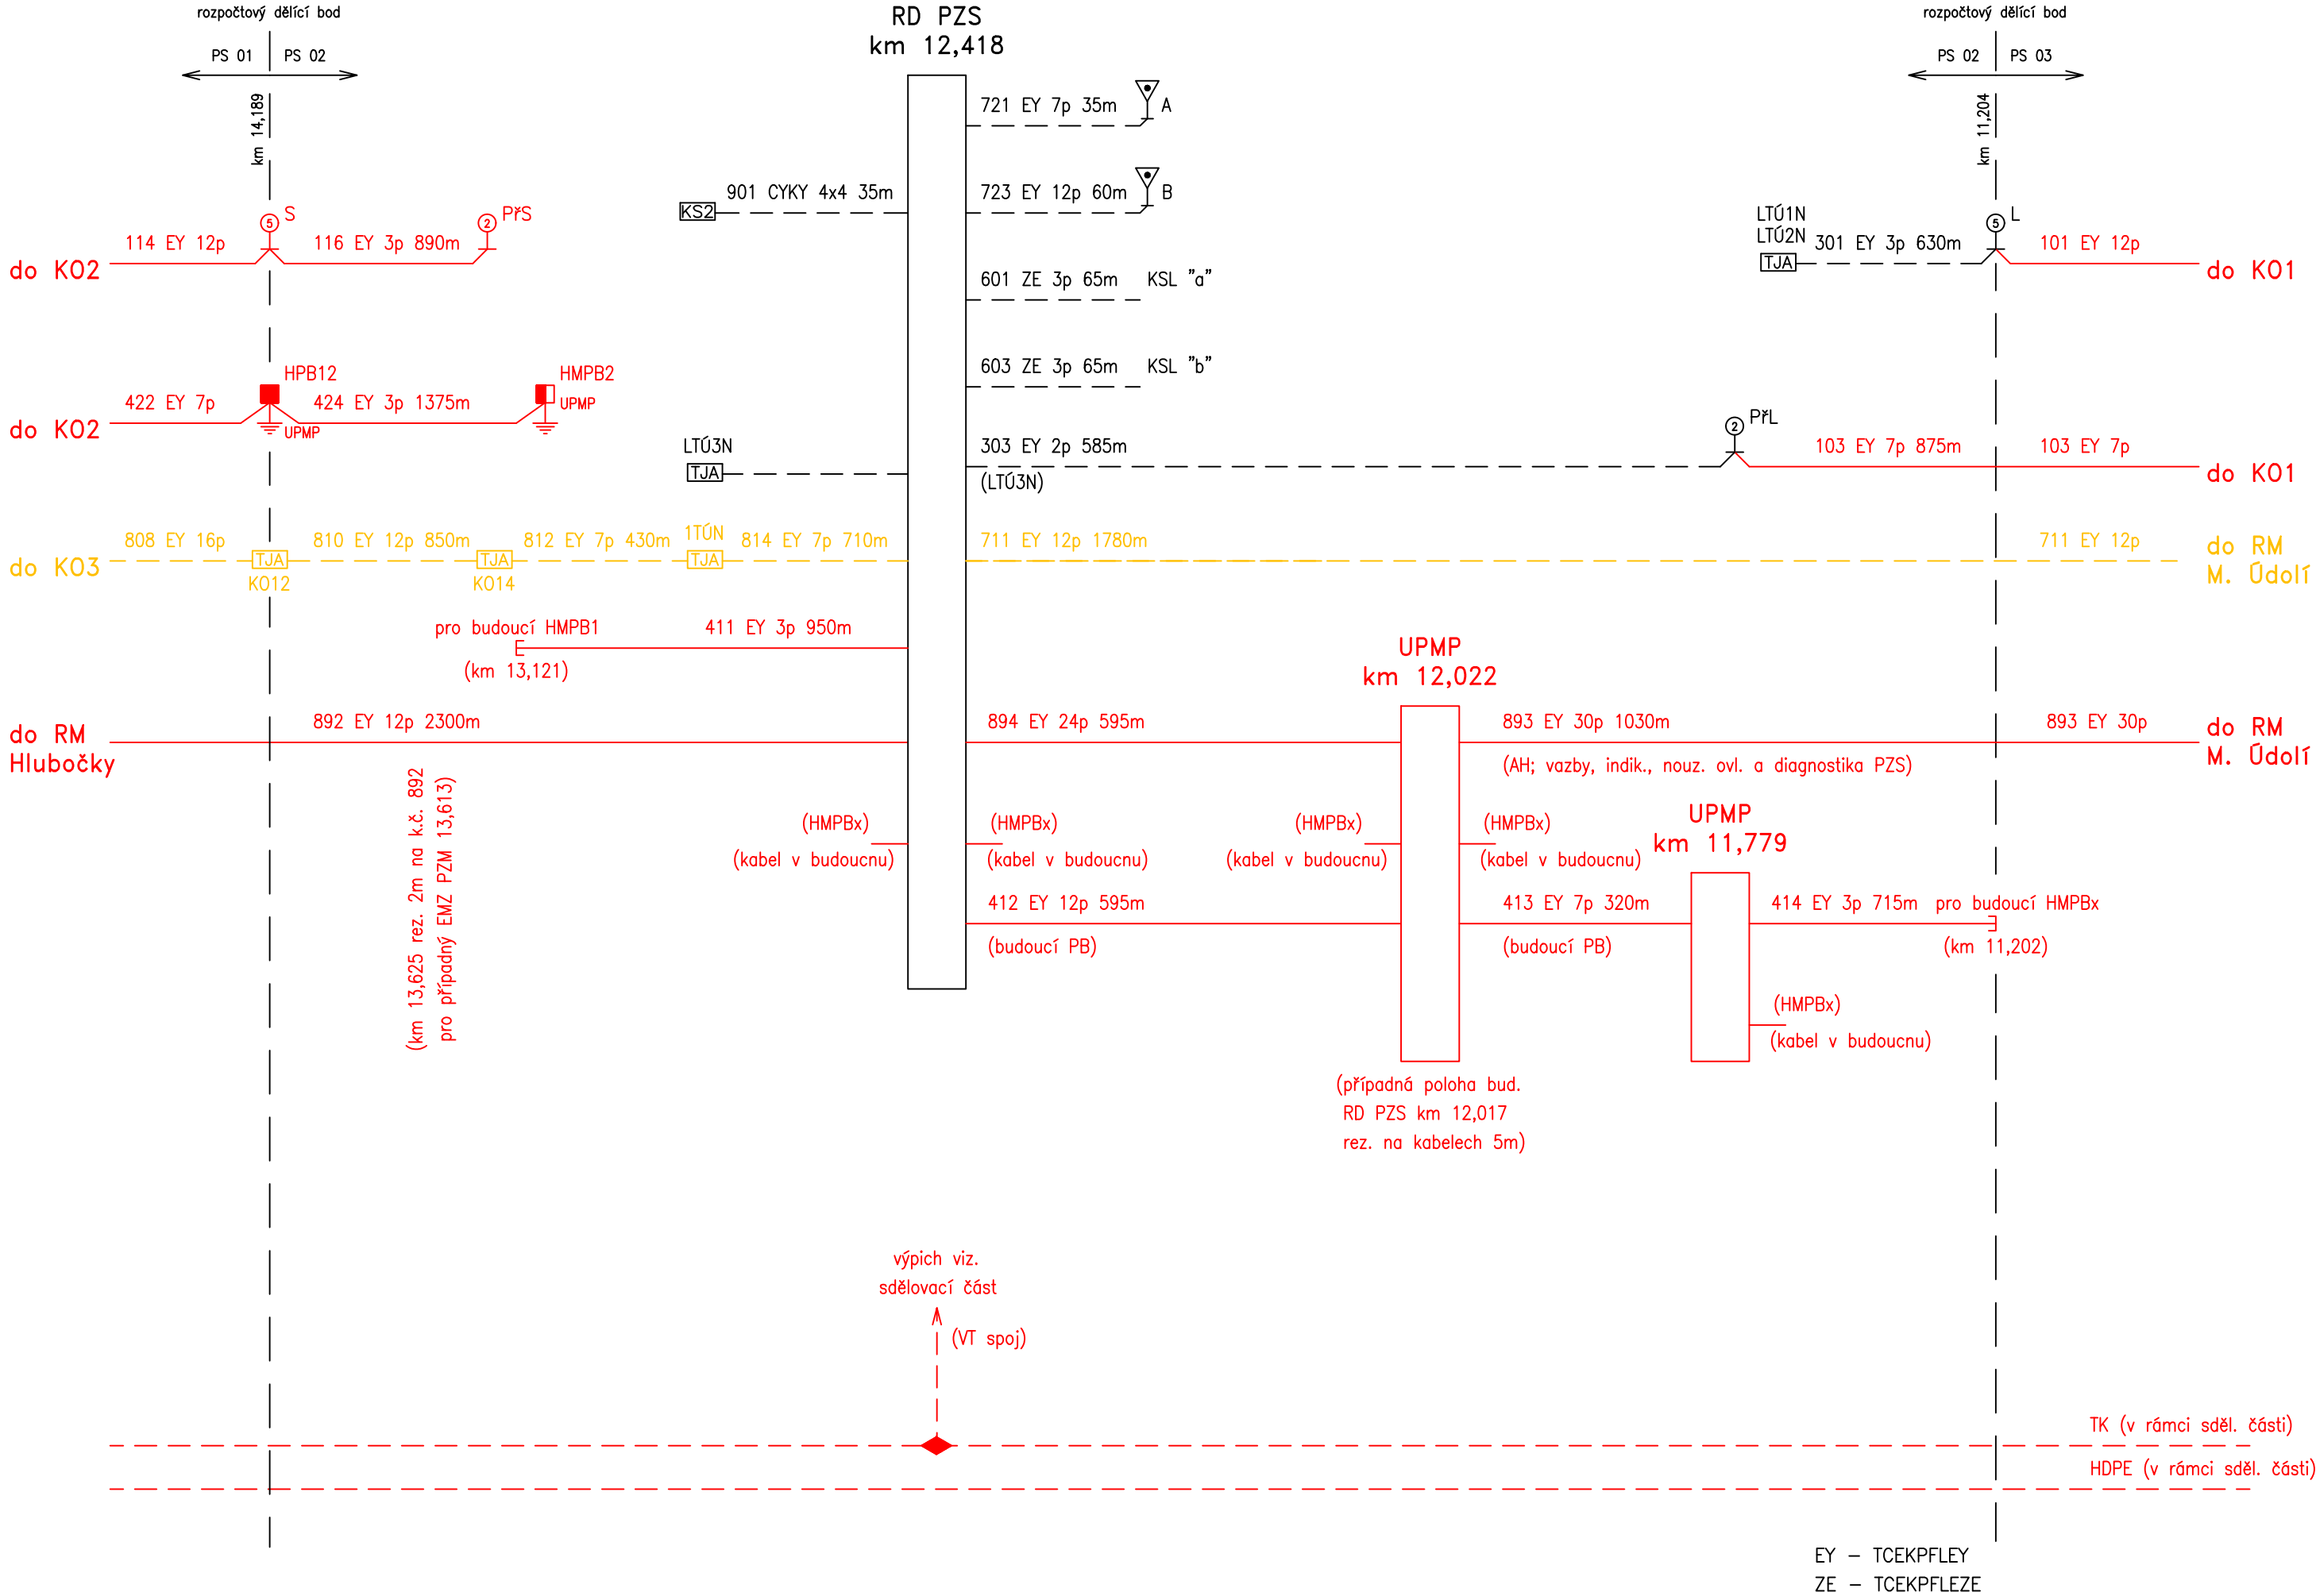 rozpočtový dělící bod
PS 01 PS 02
km 14,189
RD PZS
km 12,418
rozpočtový dělící bod
PS 02 PS 03
km 11,204
721 EY 7p 35m A
901 CYKY 4x4 35m
KS2
723 EY 12p 60m B
do KO2
114 EY 12p
5 S
116 EY 3p 890m
2 PřS
601 ZE 3p 65m KSL "a"
LTÚ1N
LTÚ2N
TJA
301 EY 3p 630m
5 L
101 EY 12p
do KO1
603 ZE 3p 65m KSL "b"
do KO2
422 EY 7p
HPB12
UPMP
424 EY 3p 1375m
HMPB2
UPMP
LTÚ3N
TJA
303 EY 2p 585m
(LTÚ3N)
2 PřL
103 EY 7p 875m
103 EY 7p
do KO1
do KO3
808 EY 16p
TJA
KO12
810 EY 12p 850m
TJA
KO14
812 EY 7p 430m
1TÚN
TJA
814 EY 7p 710m
711 EY 12p 1780m
711 EY 12p
do RM
M. Údolí
pro budoucí HMPB1
(km 13,121)
411 EY 3p 950m
UPMP
km 12,022
do RM
Hlubočky
892 EY 12p 2300m
894 EY 24p 595m
893 EY 30p 1030m
(AH; vazby, indik., nouz. ovl. a diagnostika PZS)
893 EY 30p
do RM
M. Údolí
(km 13,625 rez. 2m na k.č. 892
pro případný EMZ PZM 13,613)
(HMPBx)
(kabel v budoucnu)
(HMPBx)
(kabel v budoucnu)
(HMPBx)
(kabel v budoucnu)
(HMPBx)
(kabel v budoucnu)
UPMP
km 11,779
412 EY 12p 595m
(budoucí PB)
413 EY 7p 320m
(budoucí PB)
414 EY 3p 715m
pro budoucí HMPBx
(km 11,202)
(HMPBx)
(kabel v budoucnu)
(případná poloha bud.
RD PZS km 12,017
rez. na kabelech 5m)
výpich viz.
sdělovací část
(VT spoj)
TK (v rámci sděl. části)
HDPE (v rámci sděl. části)
EY – TCEKPFLEY
ZE – TCEKPFLEZE